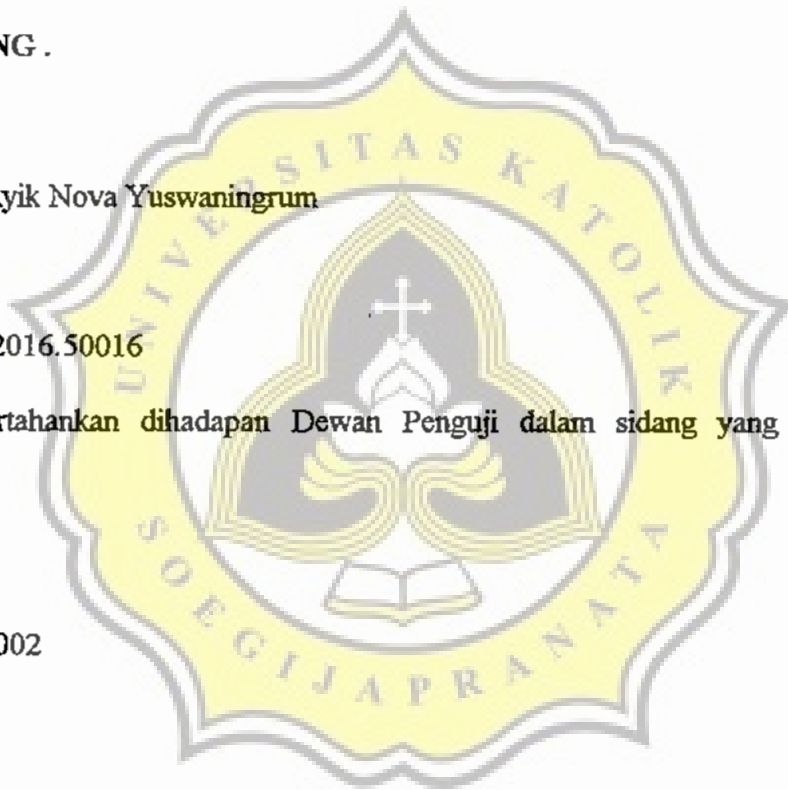 NG .
yik Nova Yuswaningrum
2016.50016
rtahankan dihadapan Dewan Penguji dalam sidang yang
002
UNIVERSITAS KATOLIK
SOEGIJAPRANATA